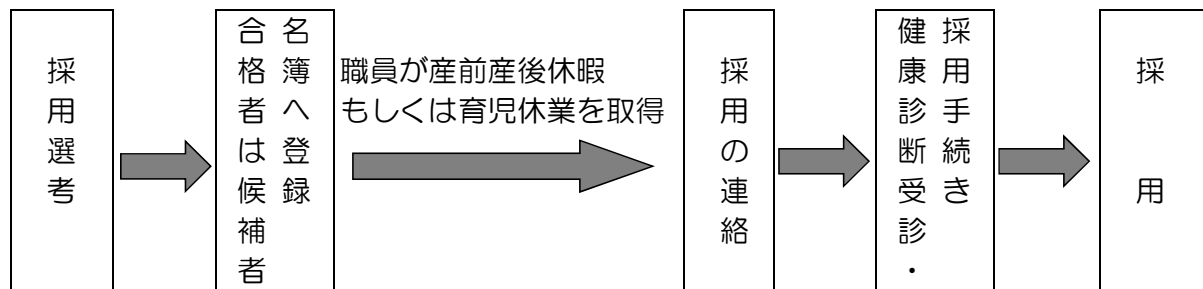 採用選考
合格者は候補者
名簿へ登録
職員が産前産後休暇
もしくは育児休業を取得
採用の連絡
健康診断受診・
採用手続き
採用